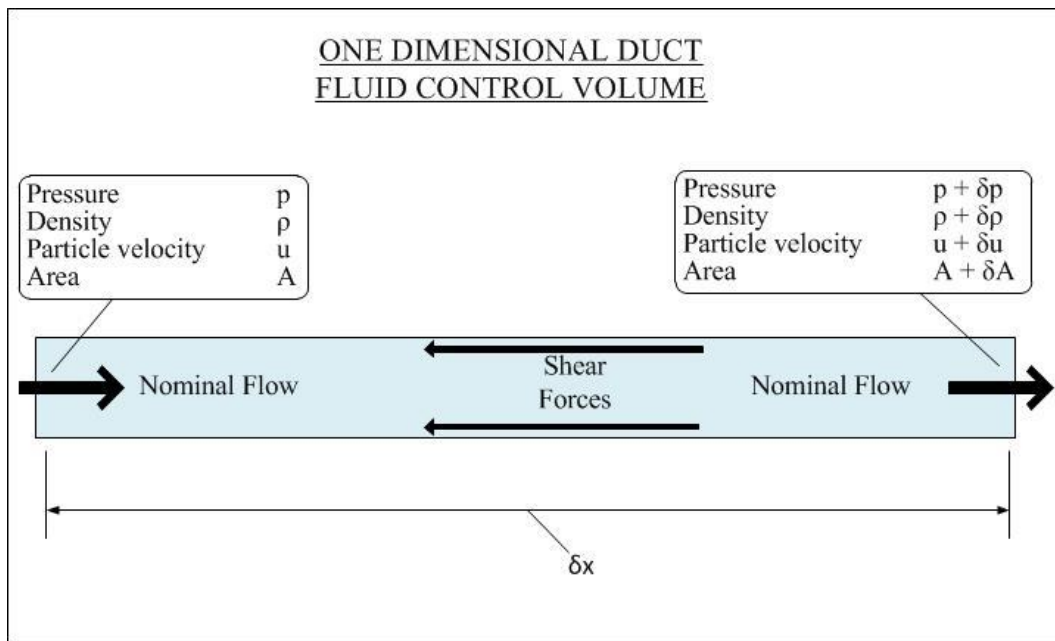 ONE DIMENSIONAL DUCT
FLUID CONTROL VOLUME
Pressure p
Density ρ
Particle velocity u
Area A
Pressure p + δp
Density ρ + δρ
Particle velocity u + δu
Area A + δA
Nominal Flow
Shear
Forces
Nominal Flow
δx